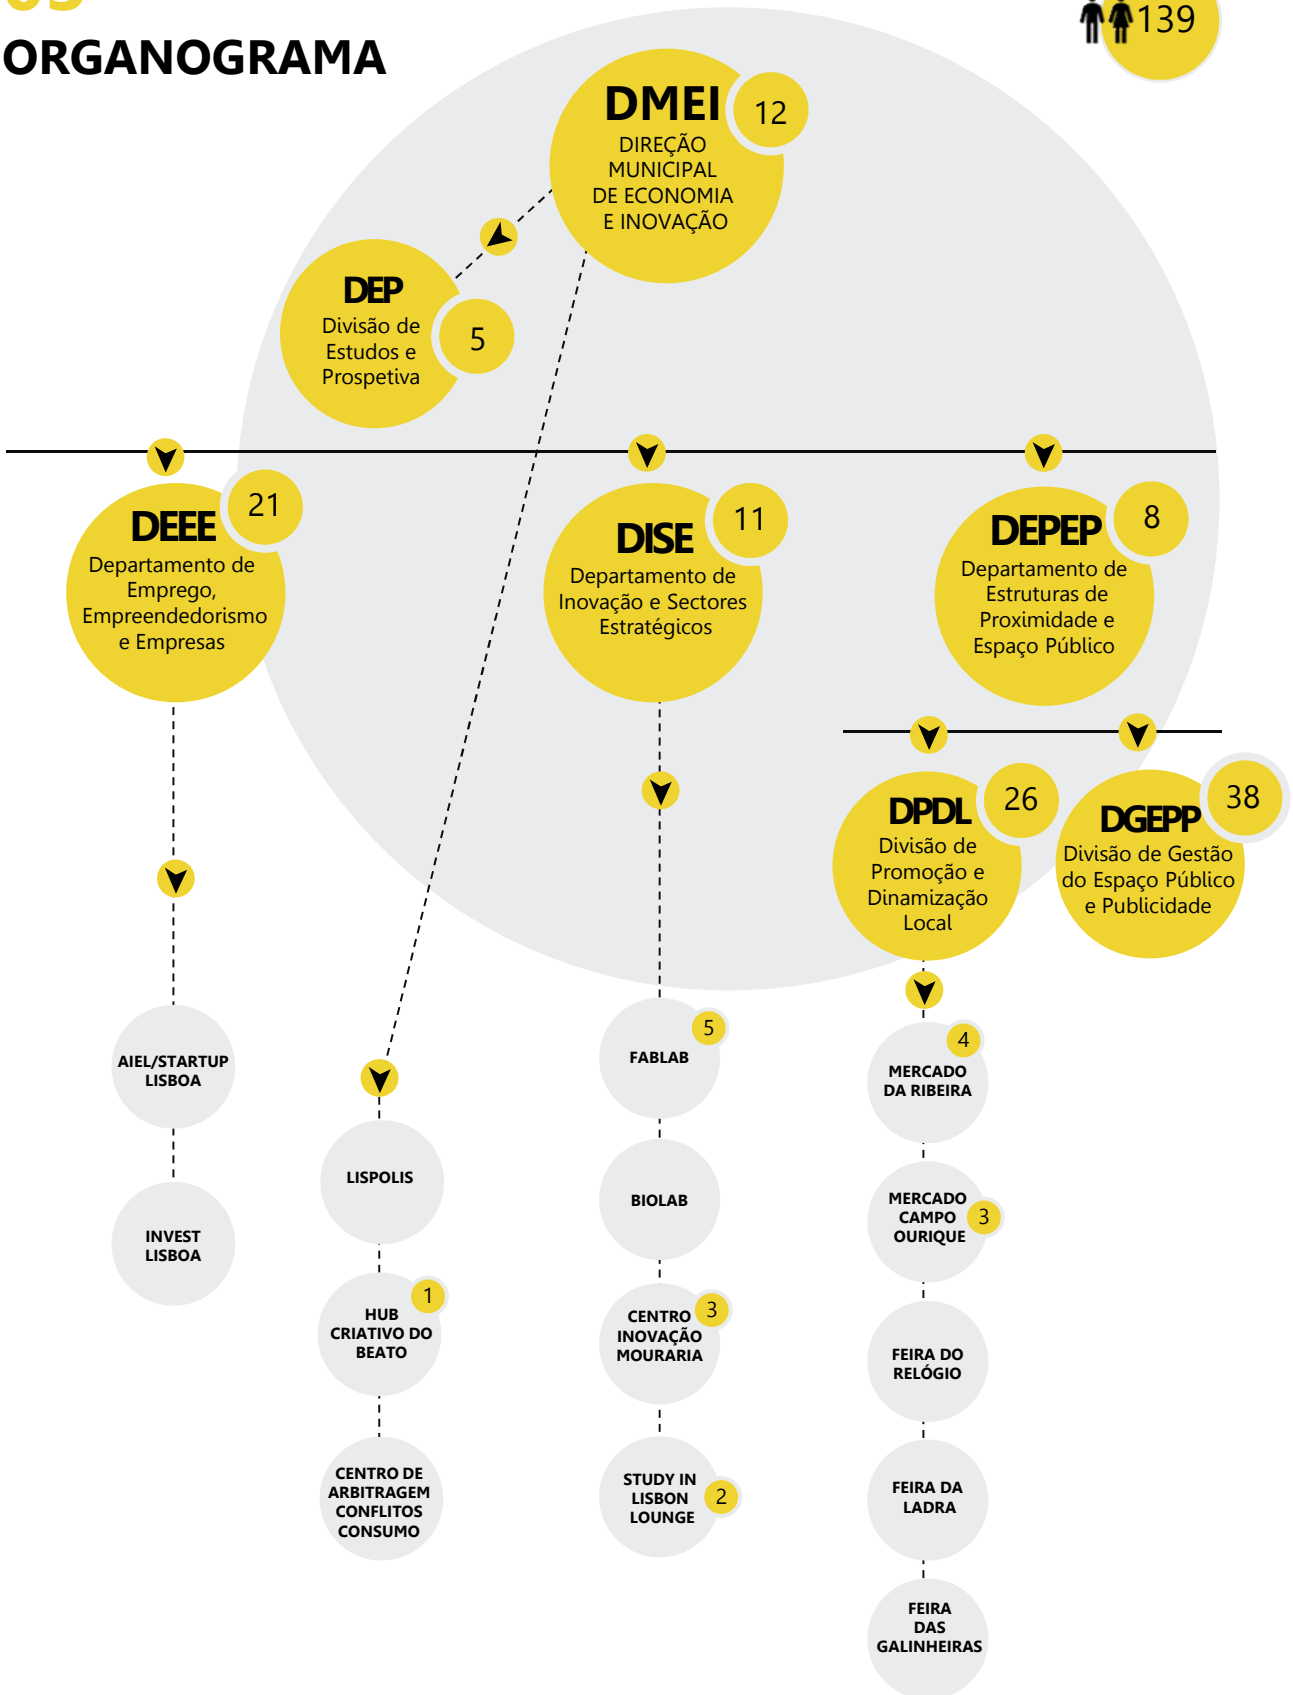 03
ORGANOGRAMA
139
DMEI
12
DIREÇÃO
MUNICIPAL
DE ECONOMIA
E INOVAÇÃO
DEP
Divisão de
Estudos e
Prospetiva
5
DEEE
21
Departamento de
Emprego,
Empreendedorismo
e Empresas
DISE
11
Departamento de
Inovação e Sectores
Estratégicos
DEPEP
8
Departamento de
Estruturas de
Proximidade e
Espaço Público
DPDL
26
Divisão de
Promoção e
Dinamização
Local
DGEPP
38
Divisão de Gestão
do Espaço Público
e Publicidade
AIEL/STARTUP
LISBOA
INVEST
LISBOA
LISPOLIS
HUB
CRIATIVO DO
BEATO
1
CENTRO DE
ARBITRAGEM
CONFLITOS
CONSUMO
FABLAB
5
BIOLAB
CENTRO
INOVAÇÃO
MOURARIA
3
STUDY IN
LISBON
LOUNGE
2
MERCADO
DA RIBEIRA
4
MERCADO
CAMPO
OURIQUE
3
FEIRA DO
RELÓGIO
FEIRA DA
LADRA
FEIRA
DAS
GALINHEIRAS